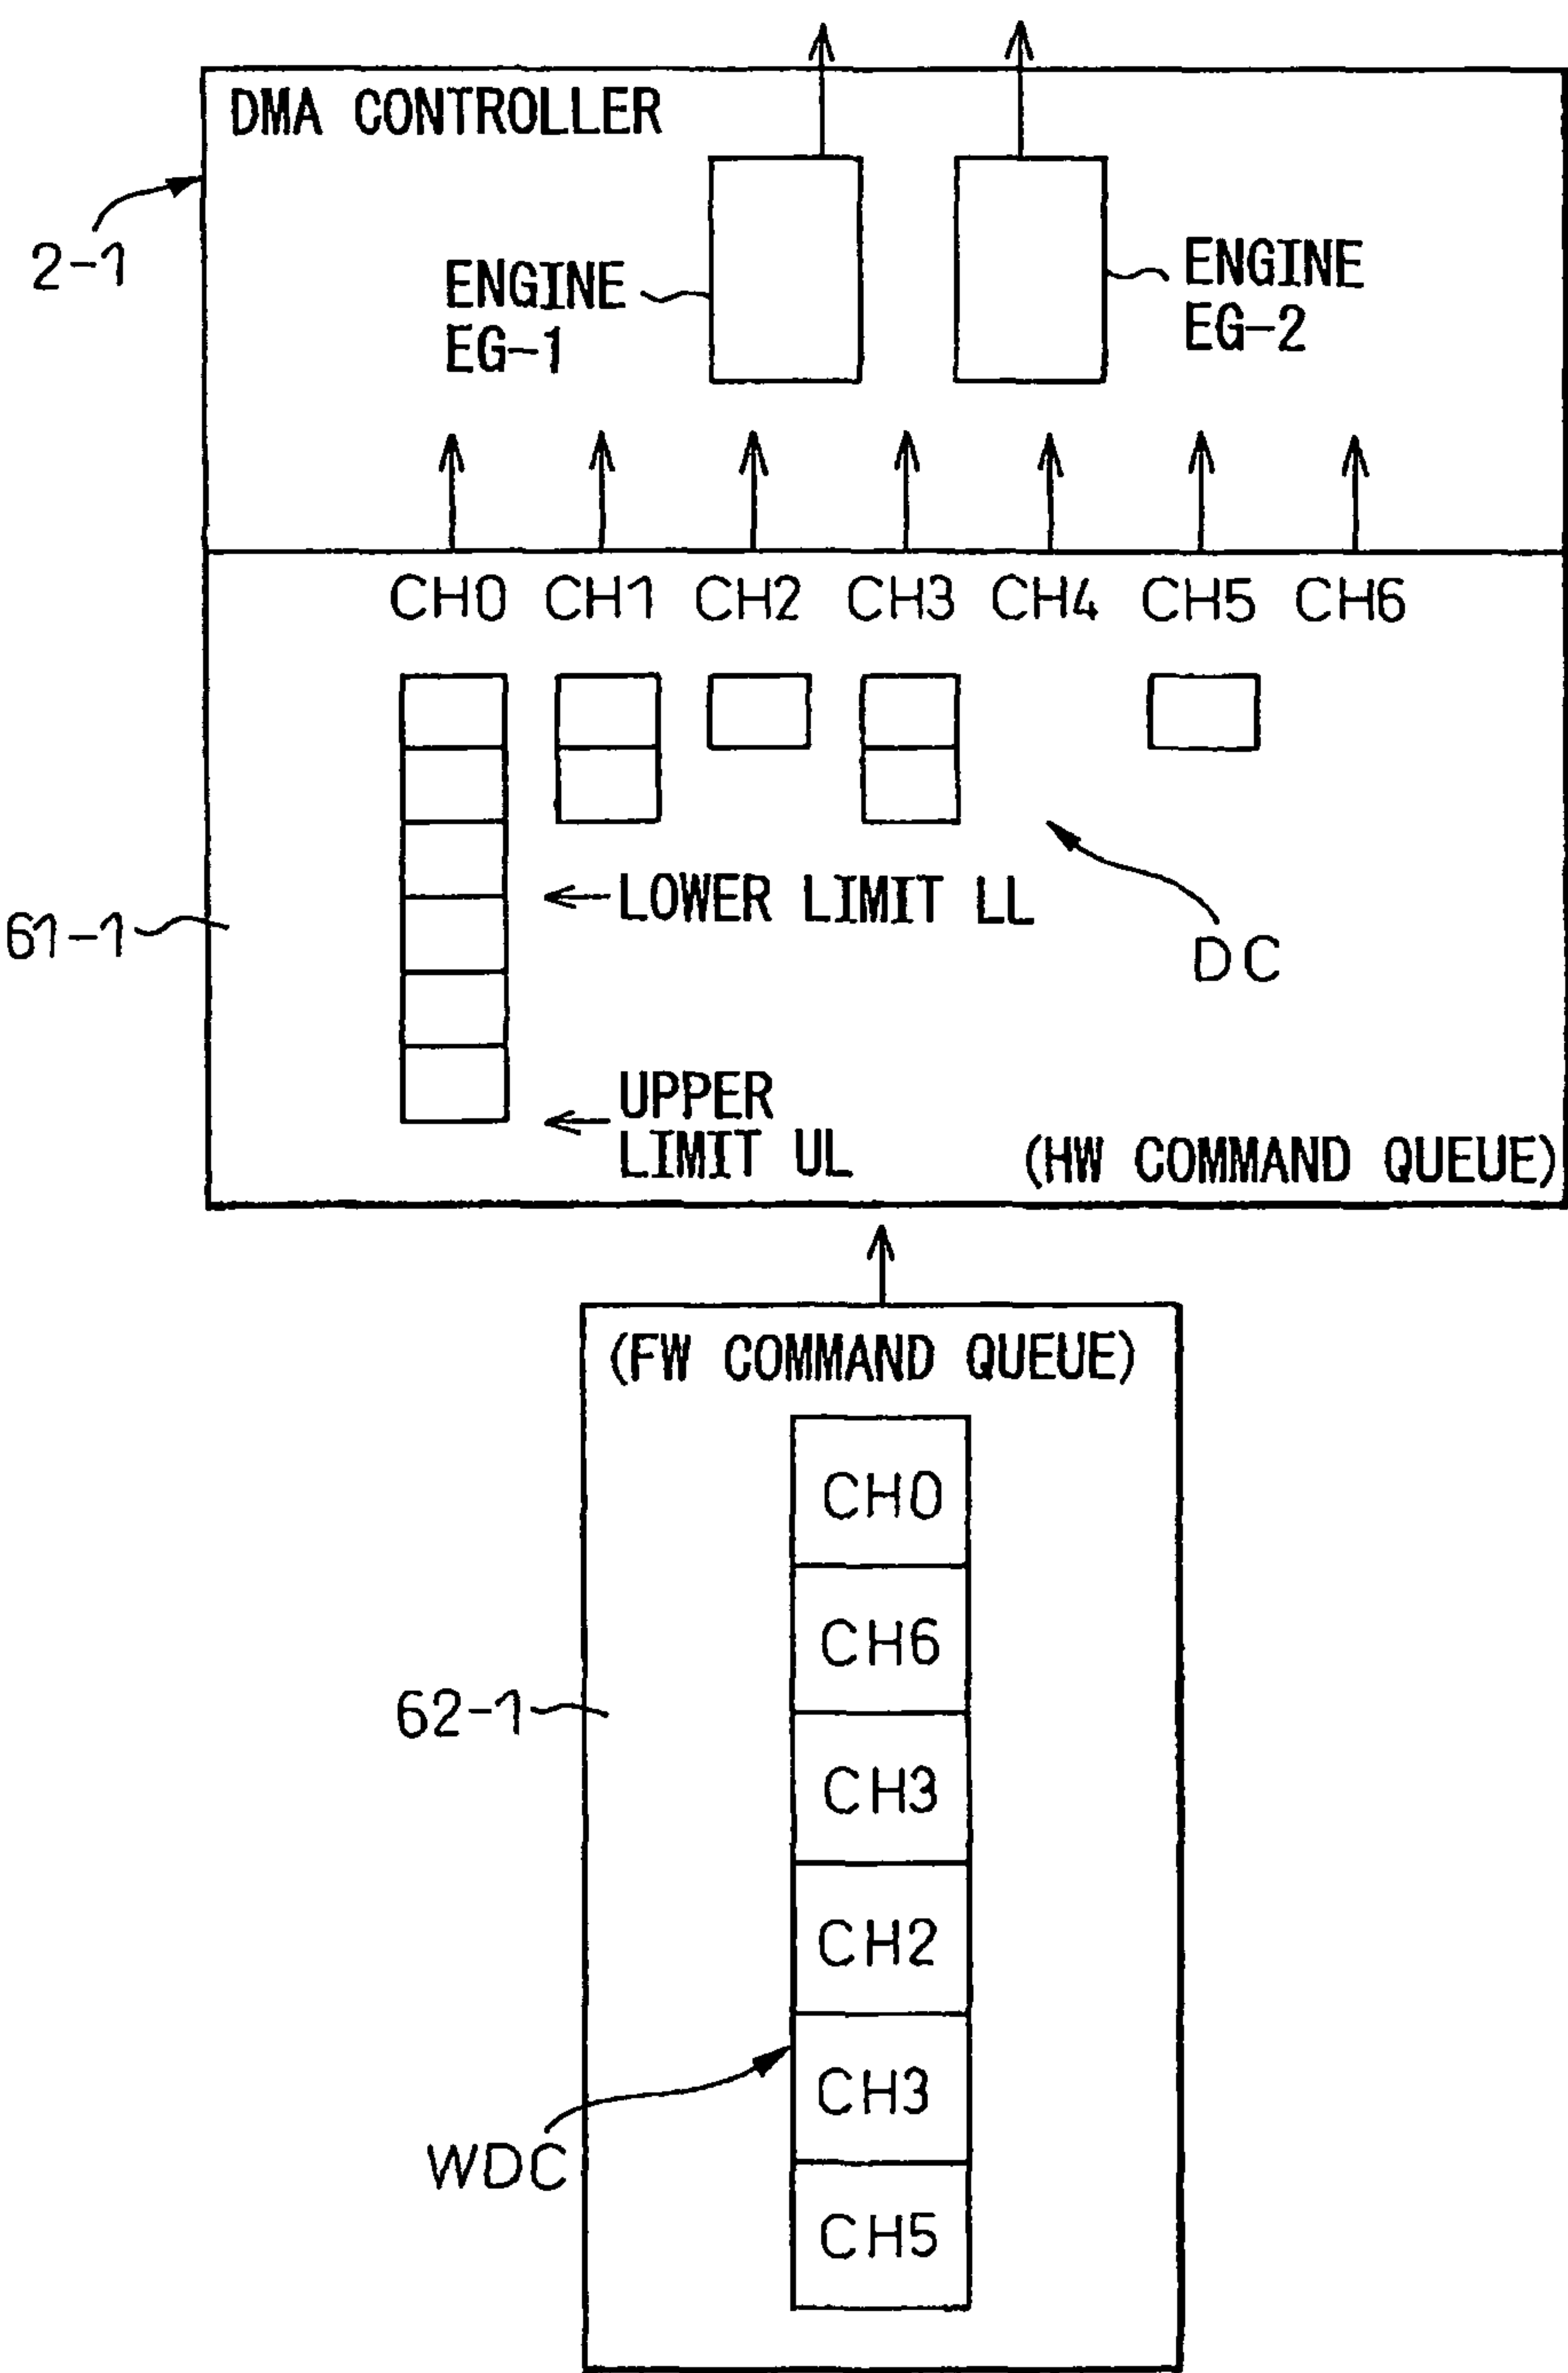 DMA CONTROLLER
2-1
ENGINE
EG-1
ENGINE
EG-2
CH0 CH1 CH2 CH3 CH4 CH5 CH6
LOWER LIMIT LL
61-1
DC
UPPER
LIMIT UL
(HW COMMAND QUEUE)
(FW COMMAND QUEUE)
CH0
CH6
62-1
CH3
CH2
CH3
WDC
CH5